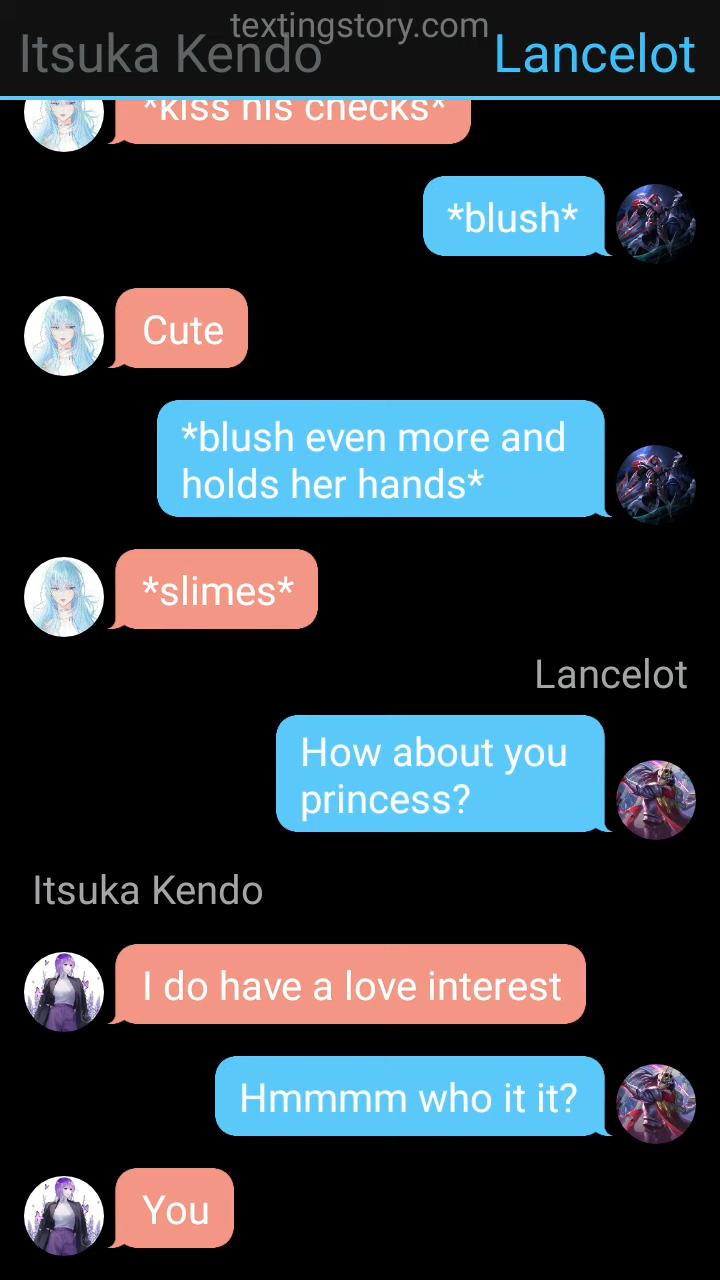 textingstory.com
Itsuka Kendo
Lancelot
*kiss his checks*
*blush*
Cute
*blush even more and
holds her hands*
*slimes*
Lancelot
How about you
princess?
Itsuka Kendo
I do have a love interest
Hmmmm who it it?
You